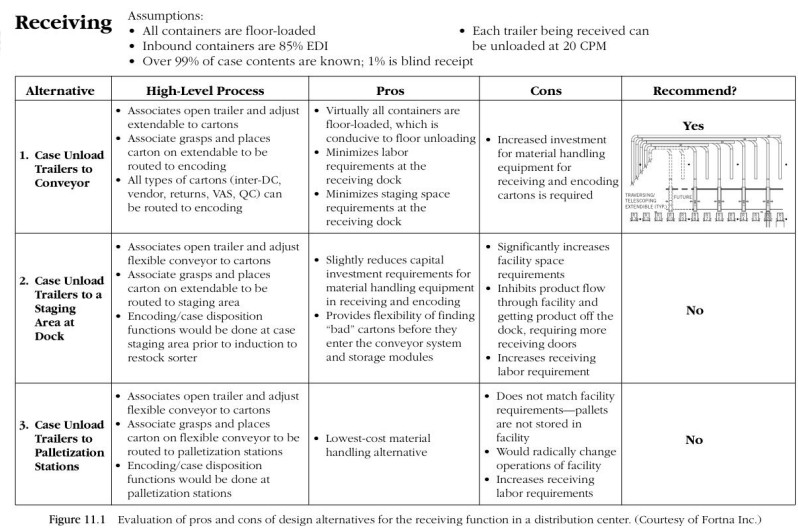 Receiving
Assumptions:
• All containers are floor-loaded
• Inbound containers are 85% EDI
• Over 99% of case contents are known; 1% is blind receipt
• Each trailer being received can
be unloaded at 20 CPM
Alternative
High-Level Process
Pros
Cons
Recommend?
1. Case Unload
Trailers to
Conveyor
• Associates open trailer and adjust
extendable to cartons
• Associate grasps and places
carton on extendable to be
routed to encoding
• All types of cartons (inter-DC,
vendor, returns, VAS, QC) can
be routed to encoding
• Virtually all containers are
floor-loaded, which is
conducive to floor unloading
• Minimizes labor
requirements at the
receiving dock
• Minimizes staging space
requirements at the
receiving dock
• Increased investment
for material handling
equipment for
receiving and encoding
cartons is required
Yes
TRAVERSING/
TELESCOPING
EXTENDIBLE (TYP.)
FUTURE
2. Case Unload
Trailers to a
Staging
Area at
Dock
• Associates open trailer and adjust
flexible conveyor to cartons
• Associate grasps and places
carton on extendable to be
routed to staging area
• Encoding/case disposition
functions would be done at case
staging area prior to induction to
restock sorter
• Slightly reduces capital
investment requirements for
material handling equipment
in receiving and encoding
• Provides flexibility of finding
“bad” cartons before they
enter the conveyor system
and storage modules
• Significantly increases
facility space
requirements
• Inhibits product flow
through facility and
getting product off the
dock, requiring more
receiving doors
• Increases receiving
labor requirement
No
3. Case Unload
Trailers to
Palletization
Stations
• Associates open trailer and adjust
flexible conveyor to cartons
• Associate grasps and places
carton on flexible conveyor to be
routed to palletization stations
• Encoding/case disposition
functions would be done at
palletization stations
• Lowest-cost material
handling alternative
• Does not match facility
requirements—pallets
are not stored in
facility
• Would radically change
operations of facility
• Increases receiving
labor requirements
No
Figure 11.1 Evaluation of pros and cons of design alternatives for the receiving function in a distribution center. (Courtesy of Fortna Inc.)